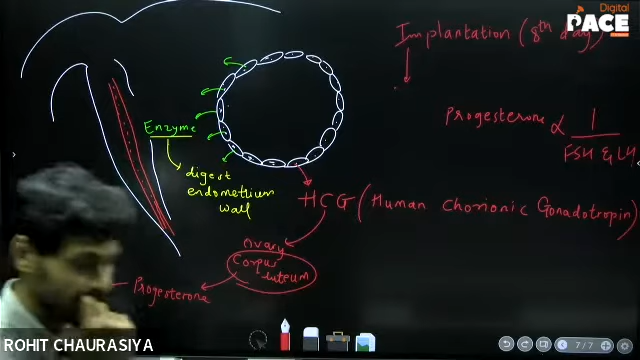 Digital
PACE
Implantation (8th day)
Progesterone ∝ 1
FSH & LH
Enzyme
digest
endometrium
wall
HCG (Human Chorionic Gonadotropin)
Ovary
Corpus
luteum
Progesterone
ROHIT CHAURASIYA
7/7